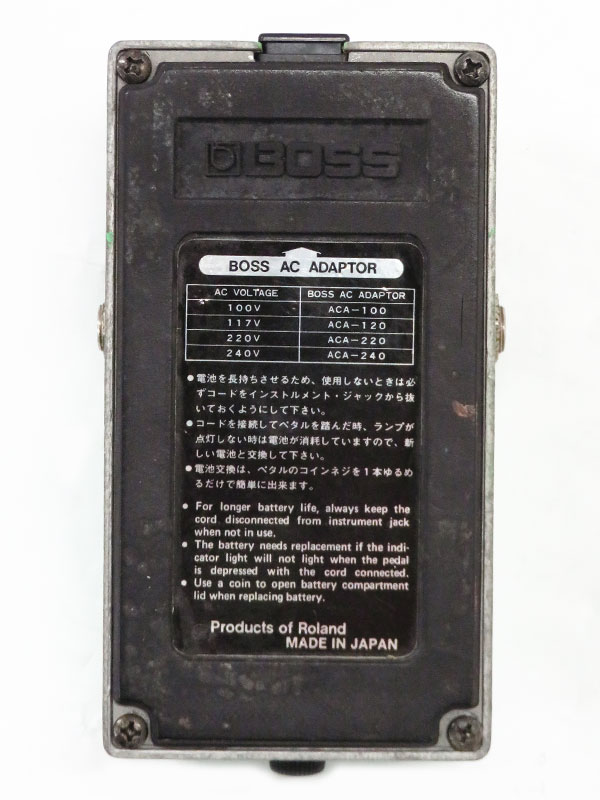 BOSS
BOSS AC ADAPTOR
AC VOLTAGE BOSS AC ADAPTOR
100V ACA-100
117V ACA-120
220V ACA-220
240V ACA-240
●電池を長持ちさせるため、使用しないときは必
ずコードをインストルメント・ジャックから抜
いておくようにして下さい。
●コードを接続してペタルを踏んだ時、ランプが
点灯しない時は電池が消耗していますので、新
しい電池と交換して下さい。
●電池交換は、ペタルのコインネジを1本ゆるめ
るだけで簡単に出来ます。
● For longer battery life, always keep the
cord disconnected from instrument jack
when not in use.
● The battery needs replacement if the indi-
cator light will not light when the pedal
is depressed with the cord connected.
● Use a coin to open battery compartment
lid when replacing battery.
Products of Roland
MADE IN JAPAN